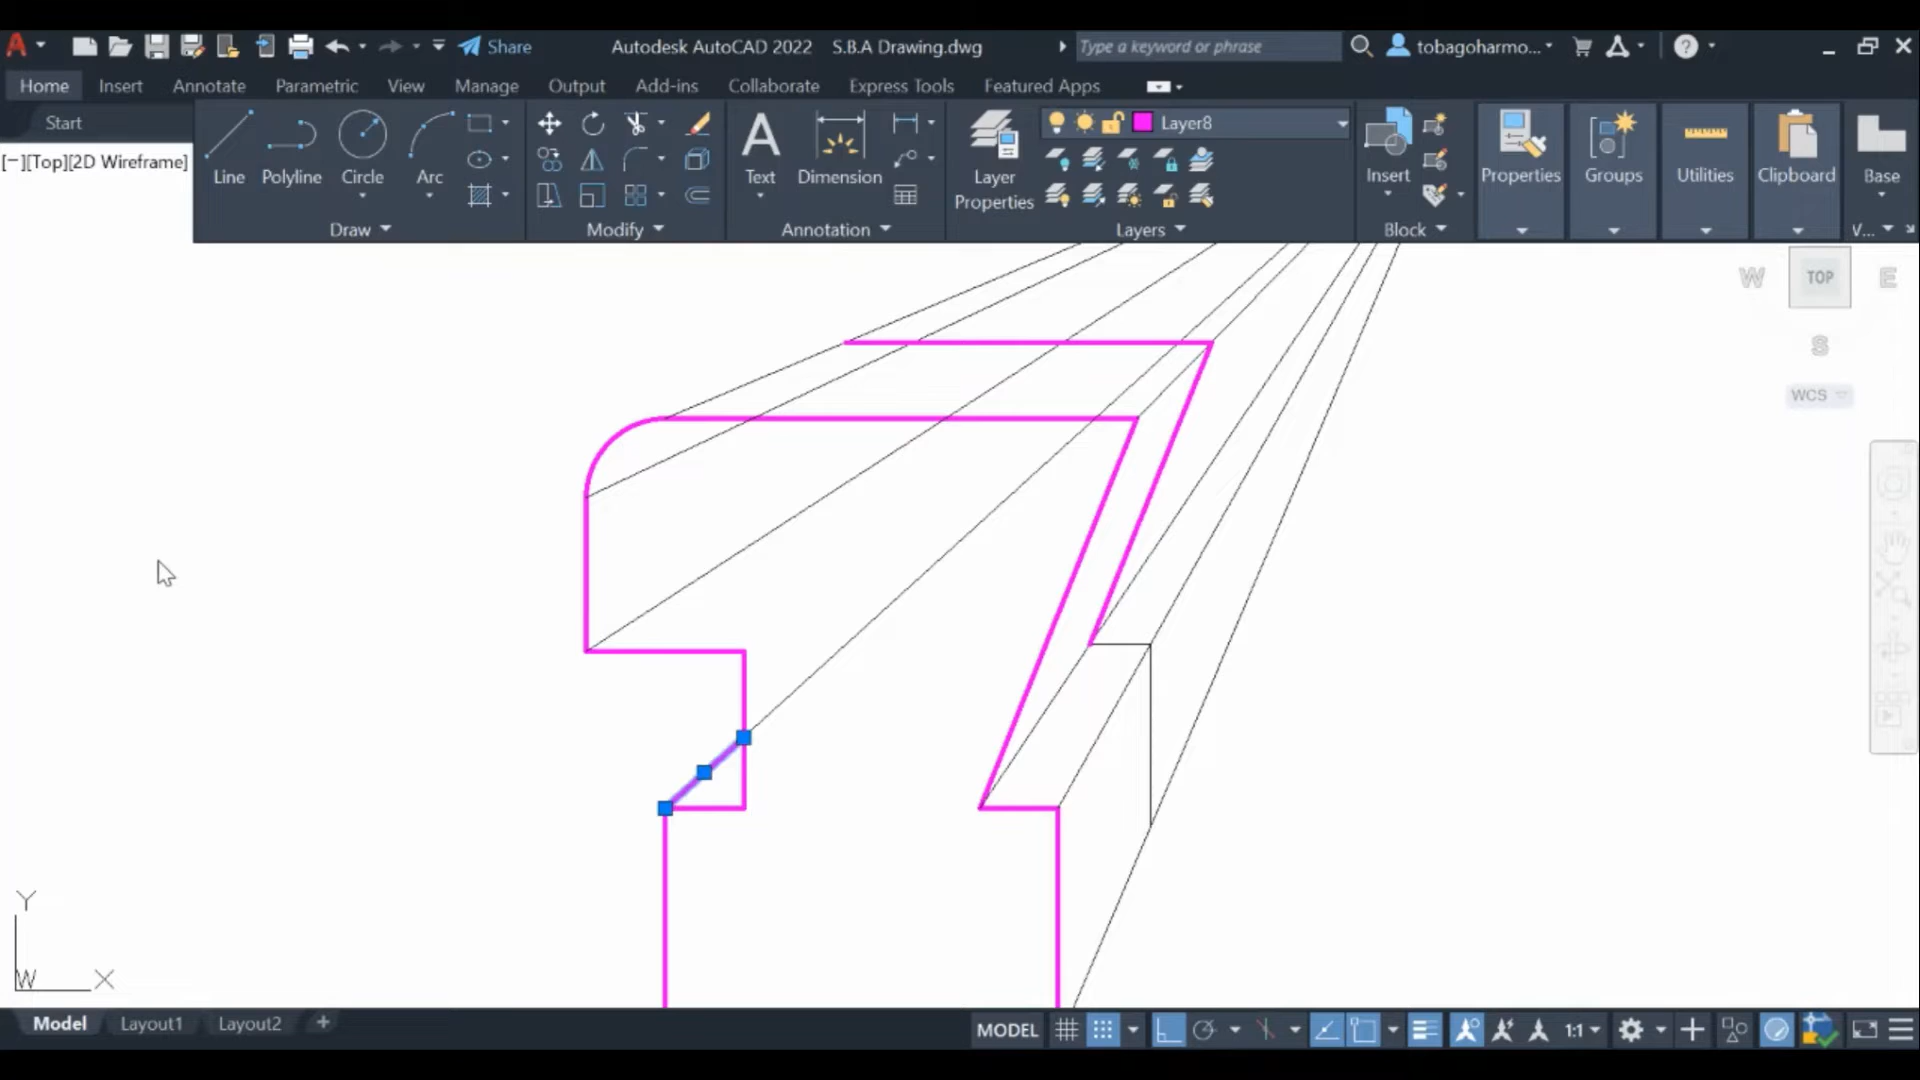 A Share Autodesk AutoCAD 2022 S.B.A Drawing.dwg Type a keyword or phrase tobagoharmo... ?
Home Insert Annotate Parametric View Manage Output Add-ins Collaborate Express Tools Featured Apps
Start
Layer8
[−][Top][2D Wireframe]
Line Polyline Circle Arc Text Dimension Layer Properties Insert Properties Groups Utilities Clipboard Base
Draw Modify Annotation Layers Block V...
W TOP E
S
WCS
Y
W X
Model Layout1 Layout2 + MODEL 1:1